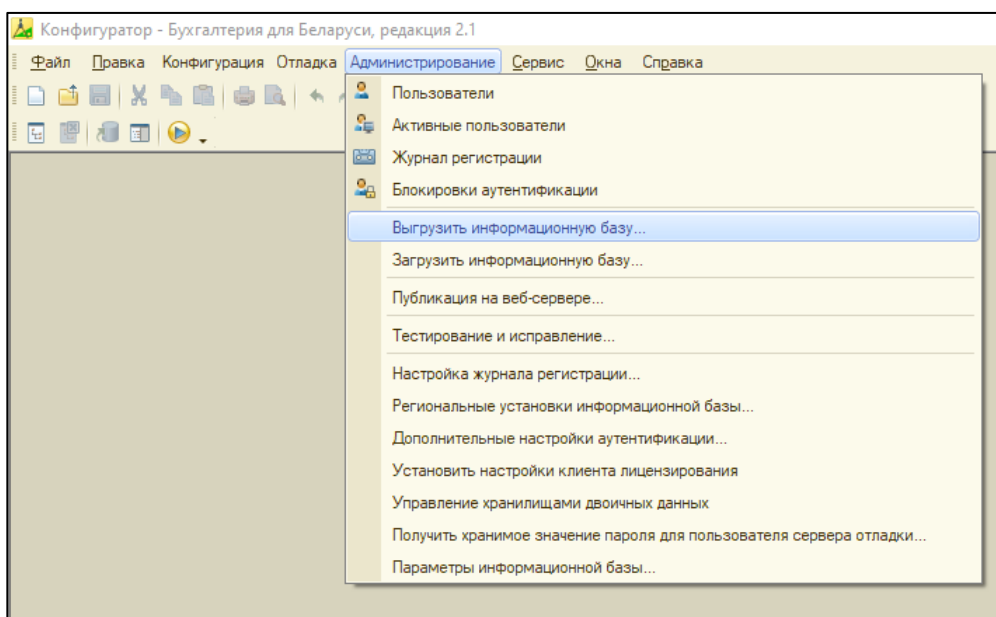 Конфигуратор - Бухгалтерия для Беларуси, редакция 2.1
Файл Правка Конфигурация Отладка Администрирование Сервис Окна Справка
Пользователи
Активные пользователи
Журнал регистрации
Блокировки аутентификации
Выгрузить информационную базу...
Загрузить информационную базу...
Публикация на веб-сервере...
Тестирование и исправление...
Настройка журнала регистрации...
Региональные установки информационной базы...
Дополнительные настройки аутентификации...
Установить настройки клиента лицензирования
Управление хранилищами двоичных данных
Получить хранимое значение пароля для пользователя сервера отладки...
Параметры информационной базы...